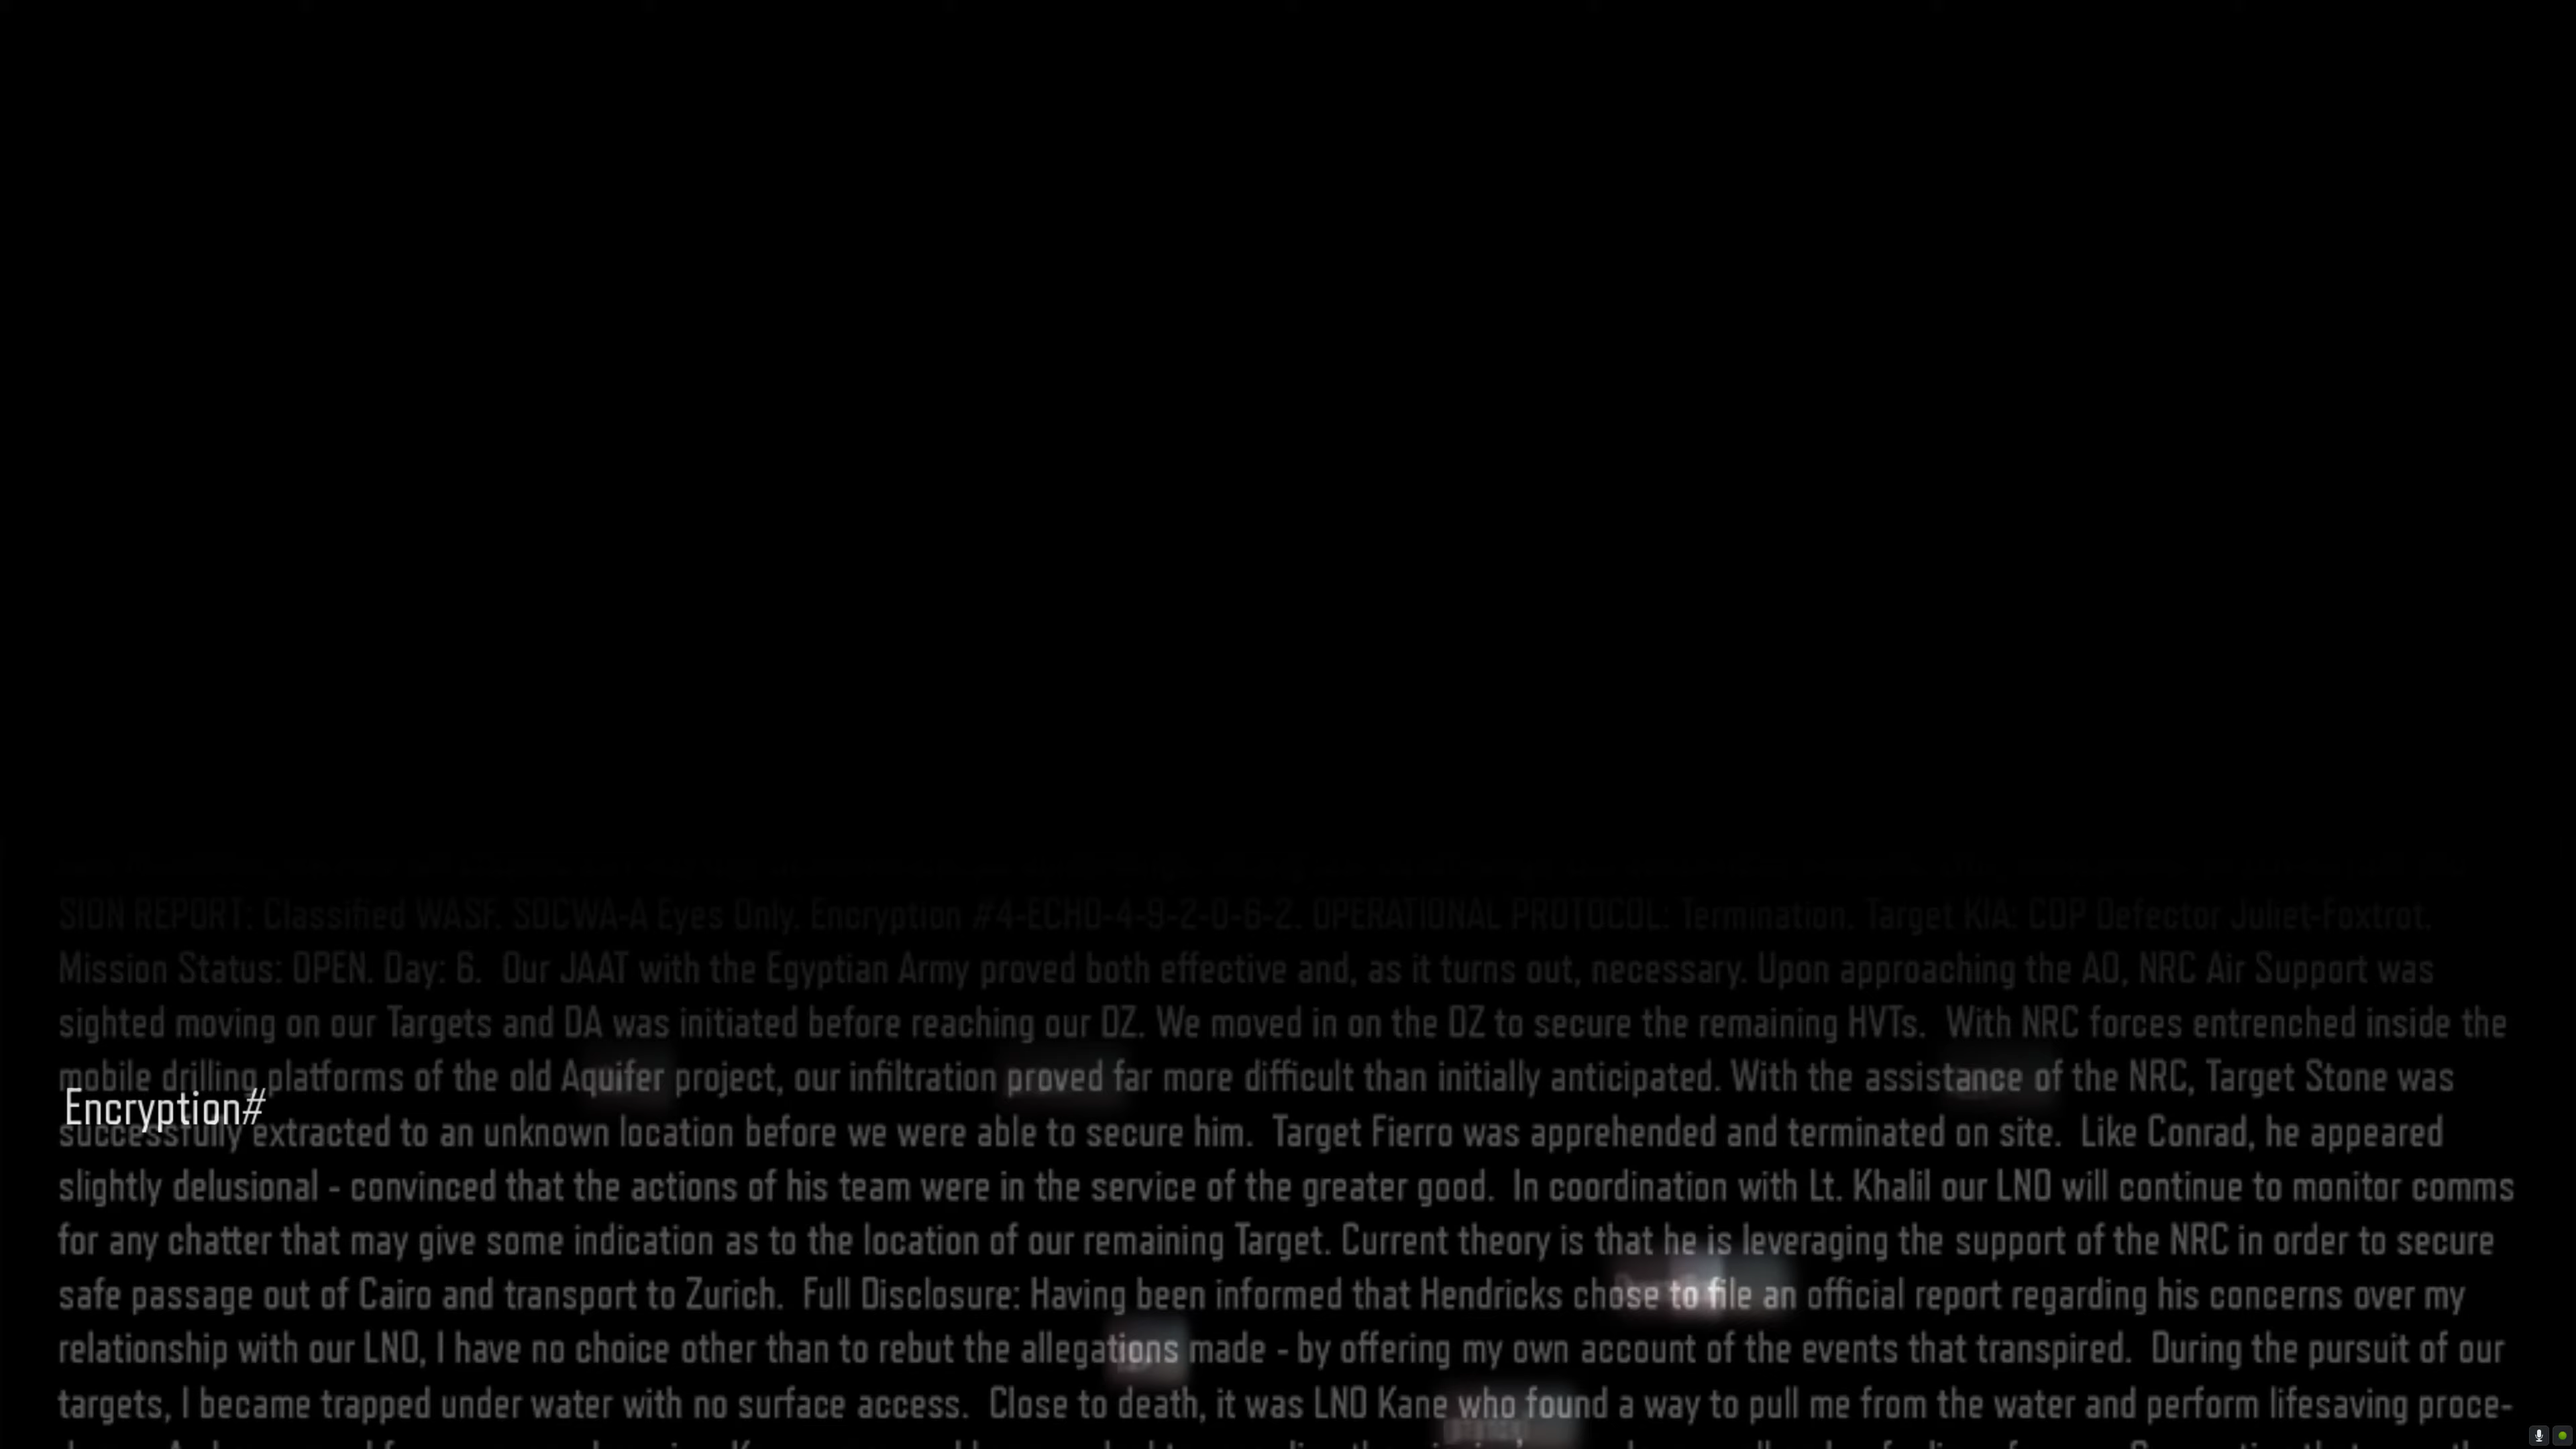 SION REPORT: Classified WASF. SOCWA-A Eyes Only. Encryption #4-ECHO-4-9-2-0-6-2. OPERATIONAL PROTOCOL: Termination. Target KIA: CDP Defector Juliet-Foxtrot.
Mission Status: OPEN. Day: 6. Our JAAT with the Egyptian Army proved both effective and, as it turns out, necessary. Upon approaching the AO, NRC Air Support was
sighted moving on our Targets and DA was initiated before reaching our DZ. We moved in on the DZ to secure the remaining HVTs. With NRC forces entrenched inside the
mobile drilling platforms of the old Aquifer project, our infiltration proved far more difficult than initially anticipated. With the assistance of the NRC, Target Stone was
Encryption#
successfully extracted to an unknown location before we were able to secure him. Target Fierro was apprehended and terminated on site. Like Conrad, he appeared
slightly delusional - convinced that the actions of his team were in the service of the greater good. In coordination with Lt. Khalil our LNO will continue to monitor comms
for any chatter that may give some indication as to the location of our remaining Target. Current theory is that he is leveraging the support of the NRC in order to secure
safe passage out of Cairo and transport to Zurich. Full Disclosure: Having been informed that Hendricks chose to file an official report regarding his concerns over my
relationship with our LNO, I have no choice other than to rebut the allegations made - by offering my own account of the events that transpired. During the pursuit of our
targets, I became trapped under water with no surface access. Close to death, it was LNO Kane who found a way to pull me from the water and perform lifesaving proce-